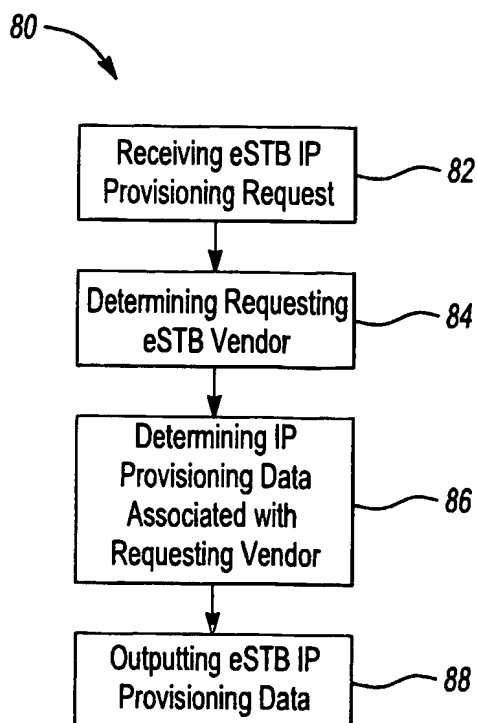 80
Receiving eSTB IP
Provisioning Request
82
Determining Requesting
eSTB Vendor
84
Determining IP
Provisioning Data
Associated with
Requesting Vendor
86
Outputting eSTB IP
Provisioning Data
88